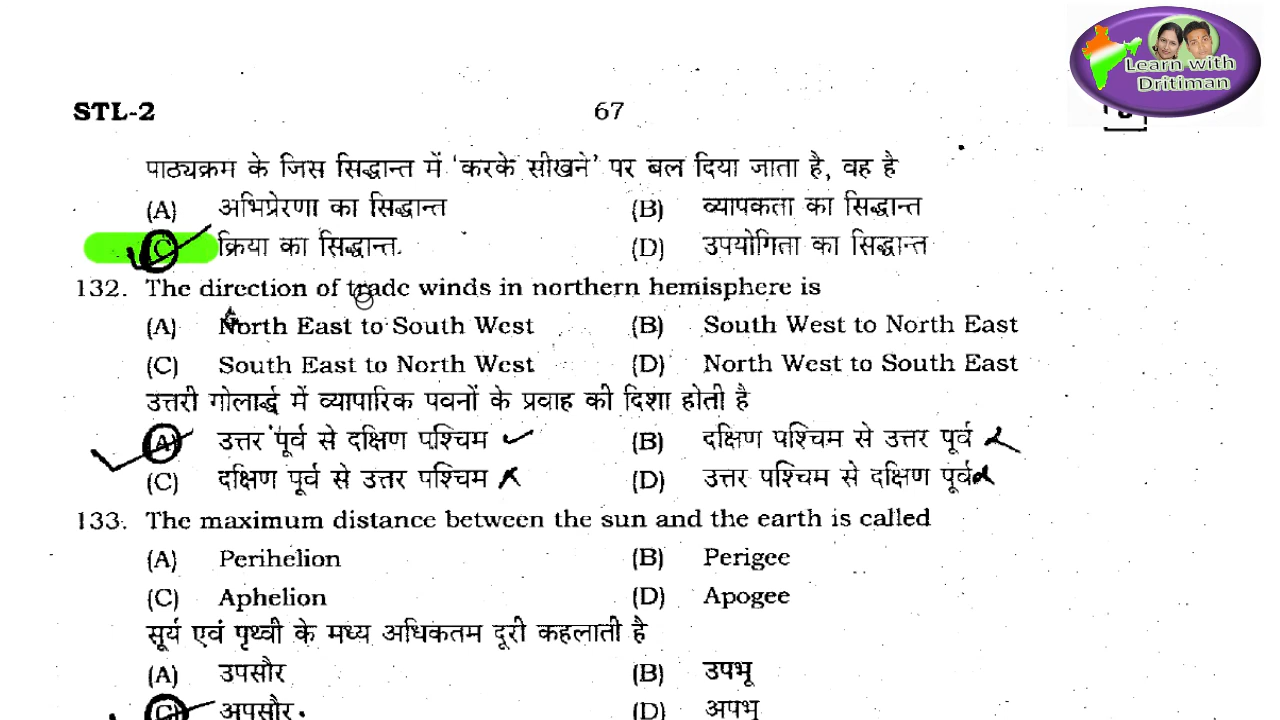 Learn with
Dritiman
STL-2 67
पाठ्यक्रम के जिस सिद्धान्त में ‘करके सीखने’ पर बल दिया जाता है, वह है
(A) अभिप्रेरणा का सिद्धान्त (B) व्यापकता का सिद्धान्त
(C) क्रिया का सिद्धान्त (D) उपयोगिता का सिद्धान्त
132. The direction of trade winds in northern hemisphere is
(A) North East to South West (B) South West to North East
(C) South East to North West (D) North West to South East
उत्तरी गोलार्द्ध में व्यापारिक पवनों के प्रवाह की दिशा होती है
(A) उत्तर पूर्व से दक्षिण पश्चिम (B) दक्षिण पश्चिम से उत्तर पूर्व
(C) दक्षिण पूर्व से उत्तर पश्चिम (D) उत्तर पश्चिम से दक्षिण पूर्व
133. The maximum distance between the sun and the earth is called
(A) Perihelion (B) Perigee
(C) Aphelion (D) Apogee
सूर्य एवं पृथ्वी के मध्य अधिकतम दूरी कहलाती है
(A) उपसौर (B) उपभू
(C) अपसौर (D) अपभू